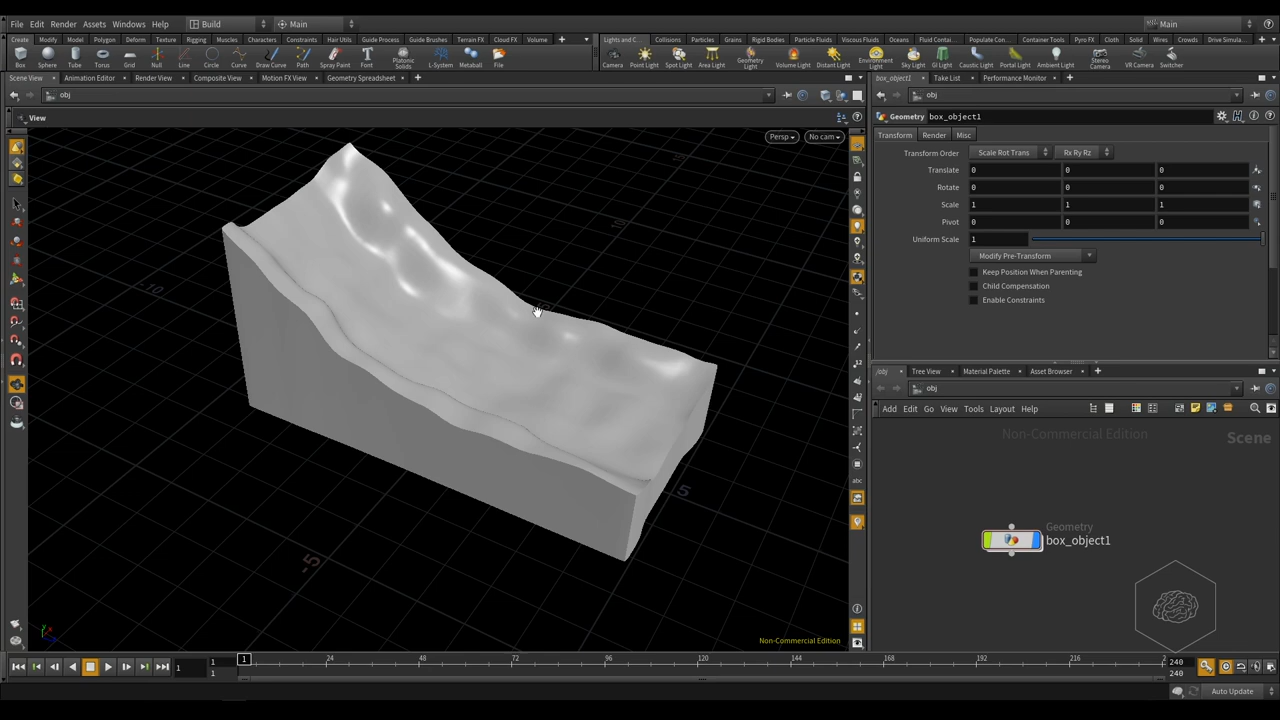 File Edit Render Assets Windows Help Build Main Main
Create Modify Model Polygon Deform Texture Rigging Muscles Characters Constraints Hair Utils Guide Process Guide Brushes Terrain FX Cloud FX Volume
Box Sphere Tube Torus Grid Null Line Circle Curve Draw Curve Path Spray Paint Font Platonic Solids L-System Metaball File
Lights and C... Collisions Particles Grains Rigid Bodies Particle Fluids Viscous Fluids Oceans Fluid Contai... Populate Con... Container Tools Pyro FX Cloth Solid Wires Crowds Drive Simula...
Camera Point Light Spot Light Area Light Geometry Light Volume Light Distant Light Environment Light Sky Light GI Light Caustic Light Portal Light Ambient Light Stereo Camera VR Camera Switcher
Scene View Animation Editor Render View Composite View Motion FX View Geometry Spreadsheet
obj
View
Persp No cam
10
5
-5
Non-Commercial Edition
box_object1 Take List Performance Monitor
obj
Geometry box_object1
Transform Render Misc
Transform Order Scale Rot Trans Rx Ry Rz
Translate 0 0 0
Rotate 0 0 0
Scale 1 1 1
Pivot 0 0 0
Uniform Scale 1
Modify Pre-Transform
Keep Position When Parenting
Child Compensation
Enable Constraints
/obj Tree View Material Palette Asset Browser
obj
Add Edit Go View Tools Layout Help
Non-Commercial Edition Scene
Geometry
box_object1
1 1 1 1 24 48 72 96 120 144 168 192 216 2 240
240
Auto Update